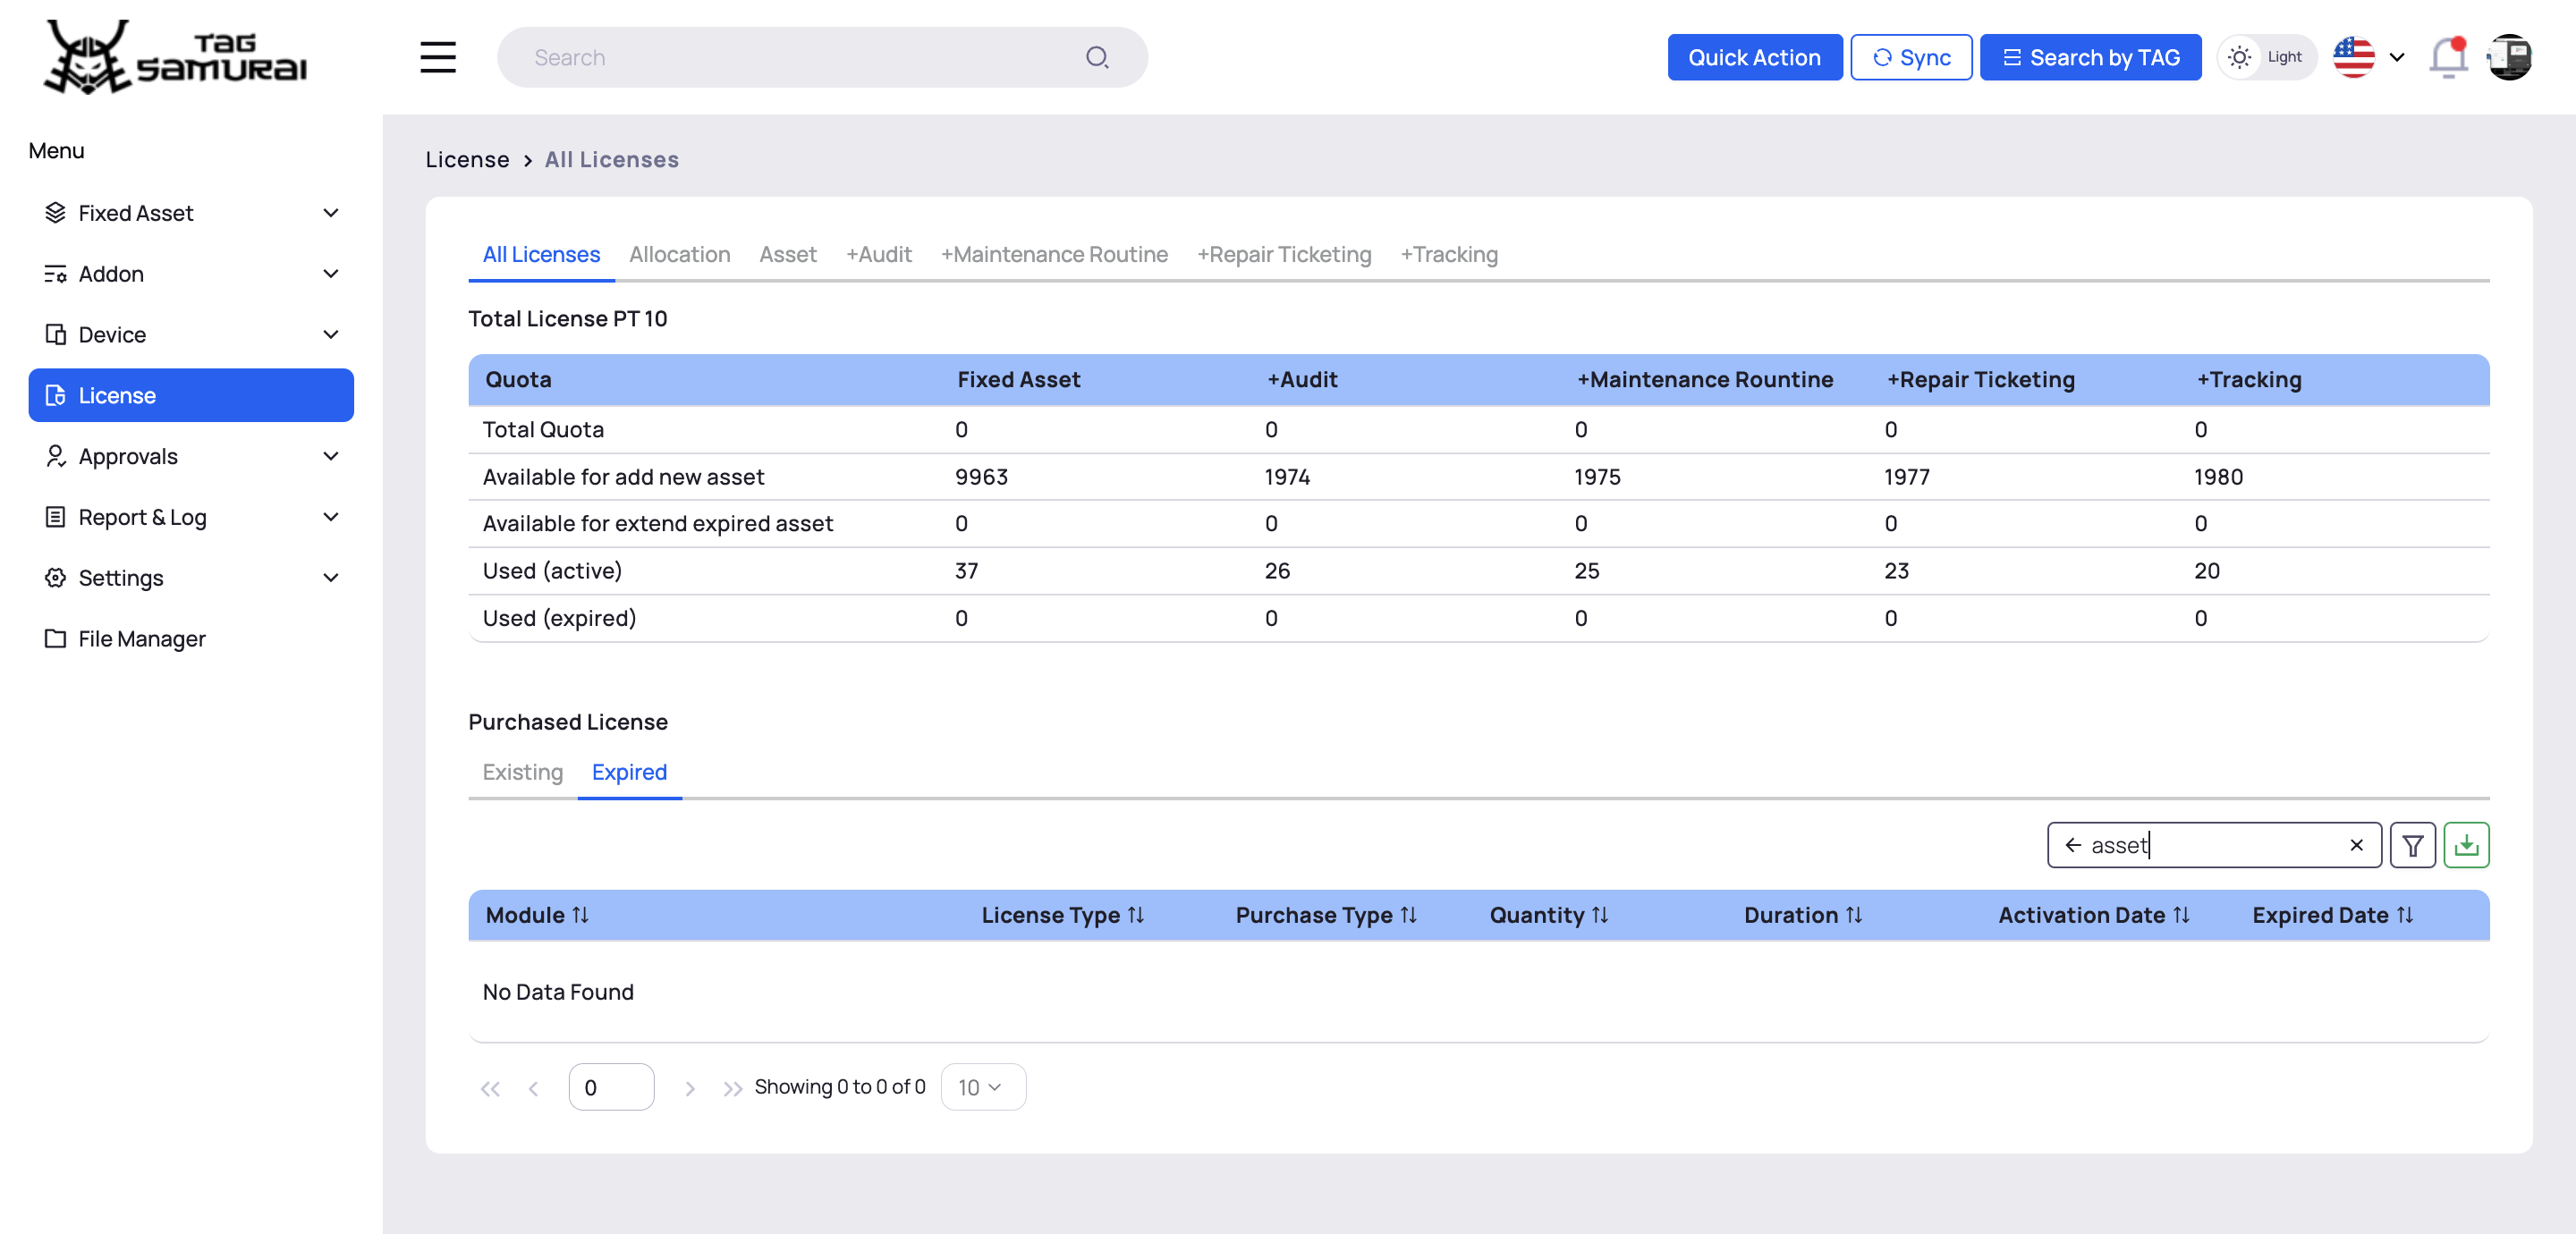 TAG SAMURAI
Search
Quick Action
Sync
Search by TAG
Light
Menu
Fixed Asset
Addon
Device
License
Approvals
Report & Log
Settings
File Manager
License > All Licenses
All Licenses Allocation Asset +Audit +Maintenance Routine +Repair Ticketing +Tracking
Total License PT 10
Quota Fixed Asset +Audit +Maintenance Rountine +Repair Ticketing +Tracking
Total Quota 0 0 0 0 0
Available for add new asset 9963 1974 1975 1977 1980
Available for extend expired asset 0 0 0 0 0
Used (active) 37 26 25 23 20
Used (expired) 0 0 0 0 0
Purchased License
Existing Expired
asset
Module License Type Purchase Type Quantity Duration Activation Date Expired Date
No Data Found
0 Showing 0 to 0 of 0 10